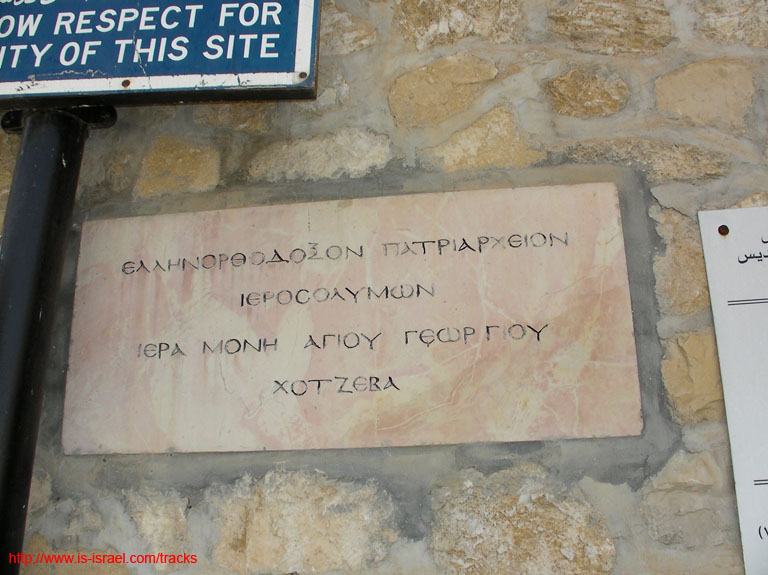 OW RESPECT FOR
ITY OF THIS SITE
ΕΛΛΗΝΟΡΘΟΔΟΞΟΝ ΠΑΤΡΙΑΡΧΕΙΟΝ
ΙΕΡΟCΟΛΥΜΩΝ
ΙΕΡΑ ΜΟΝΗ ΑΓΙΟΥ ΓΕΩΡΓΙΟΥ
ΧΟΤΖΕΒΑ
http://www.is-israel.com/tracks